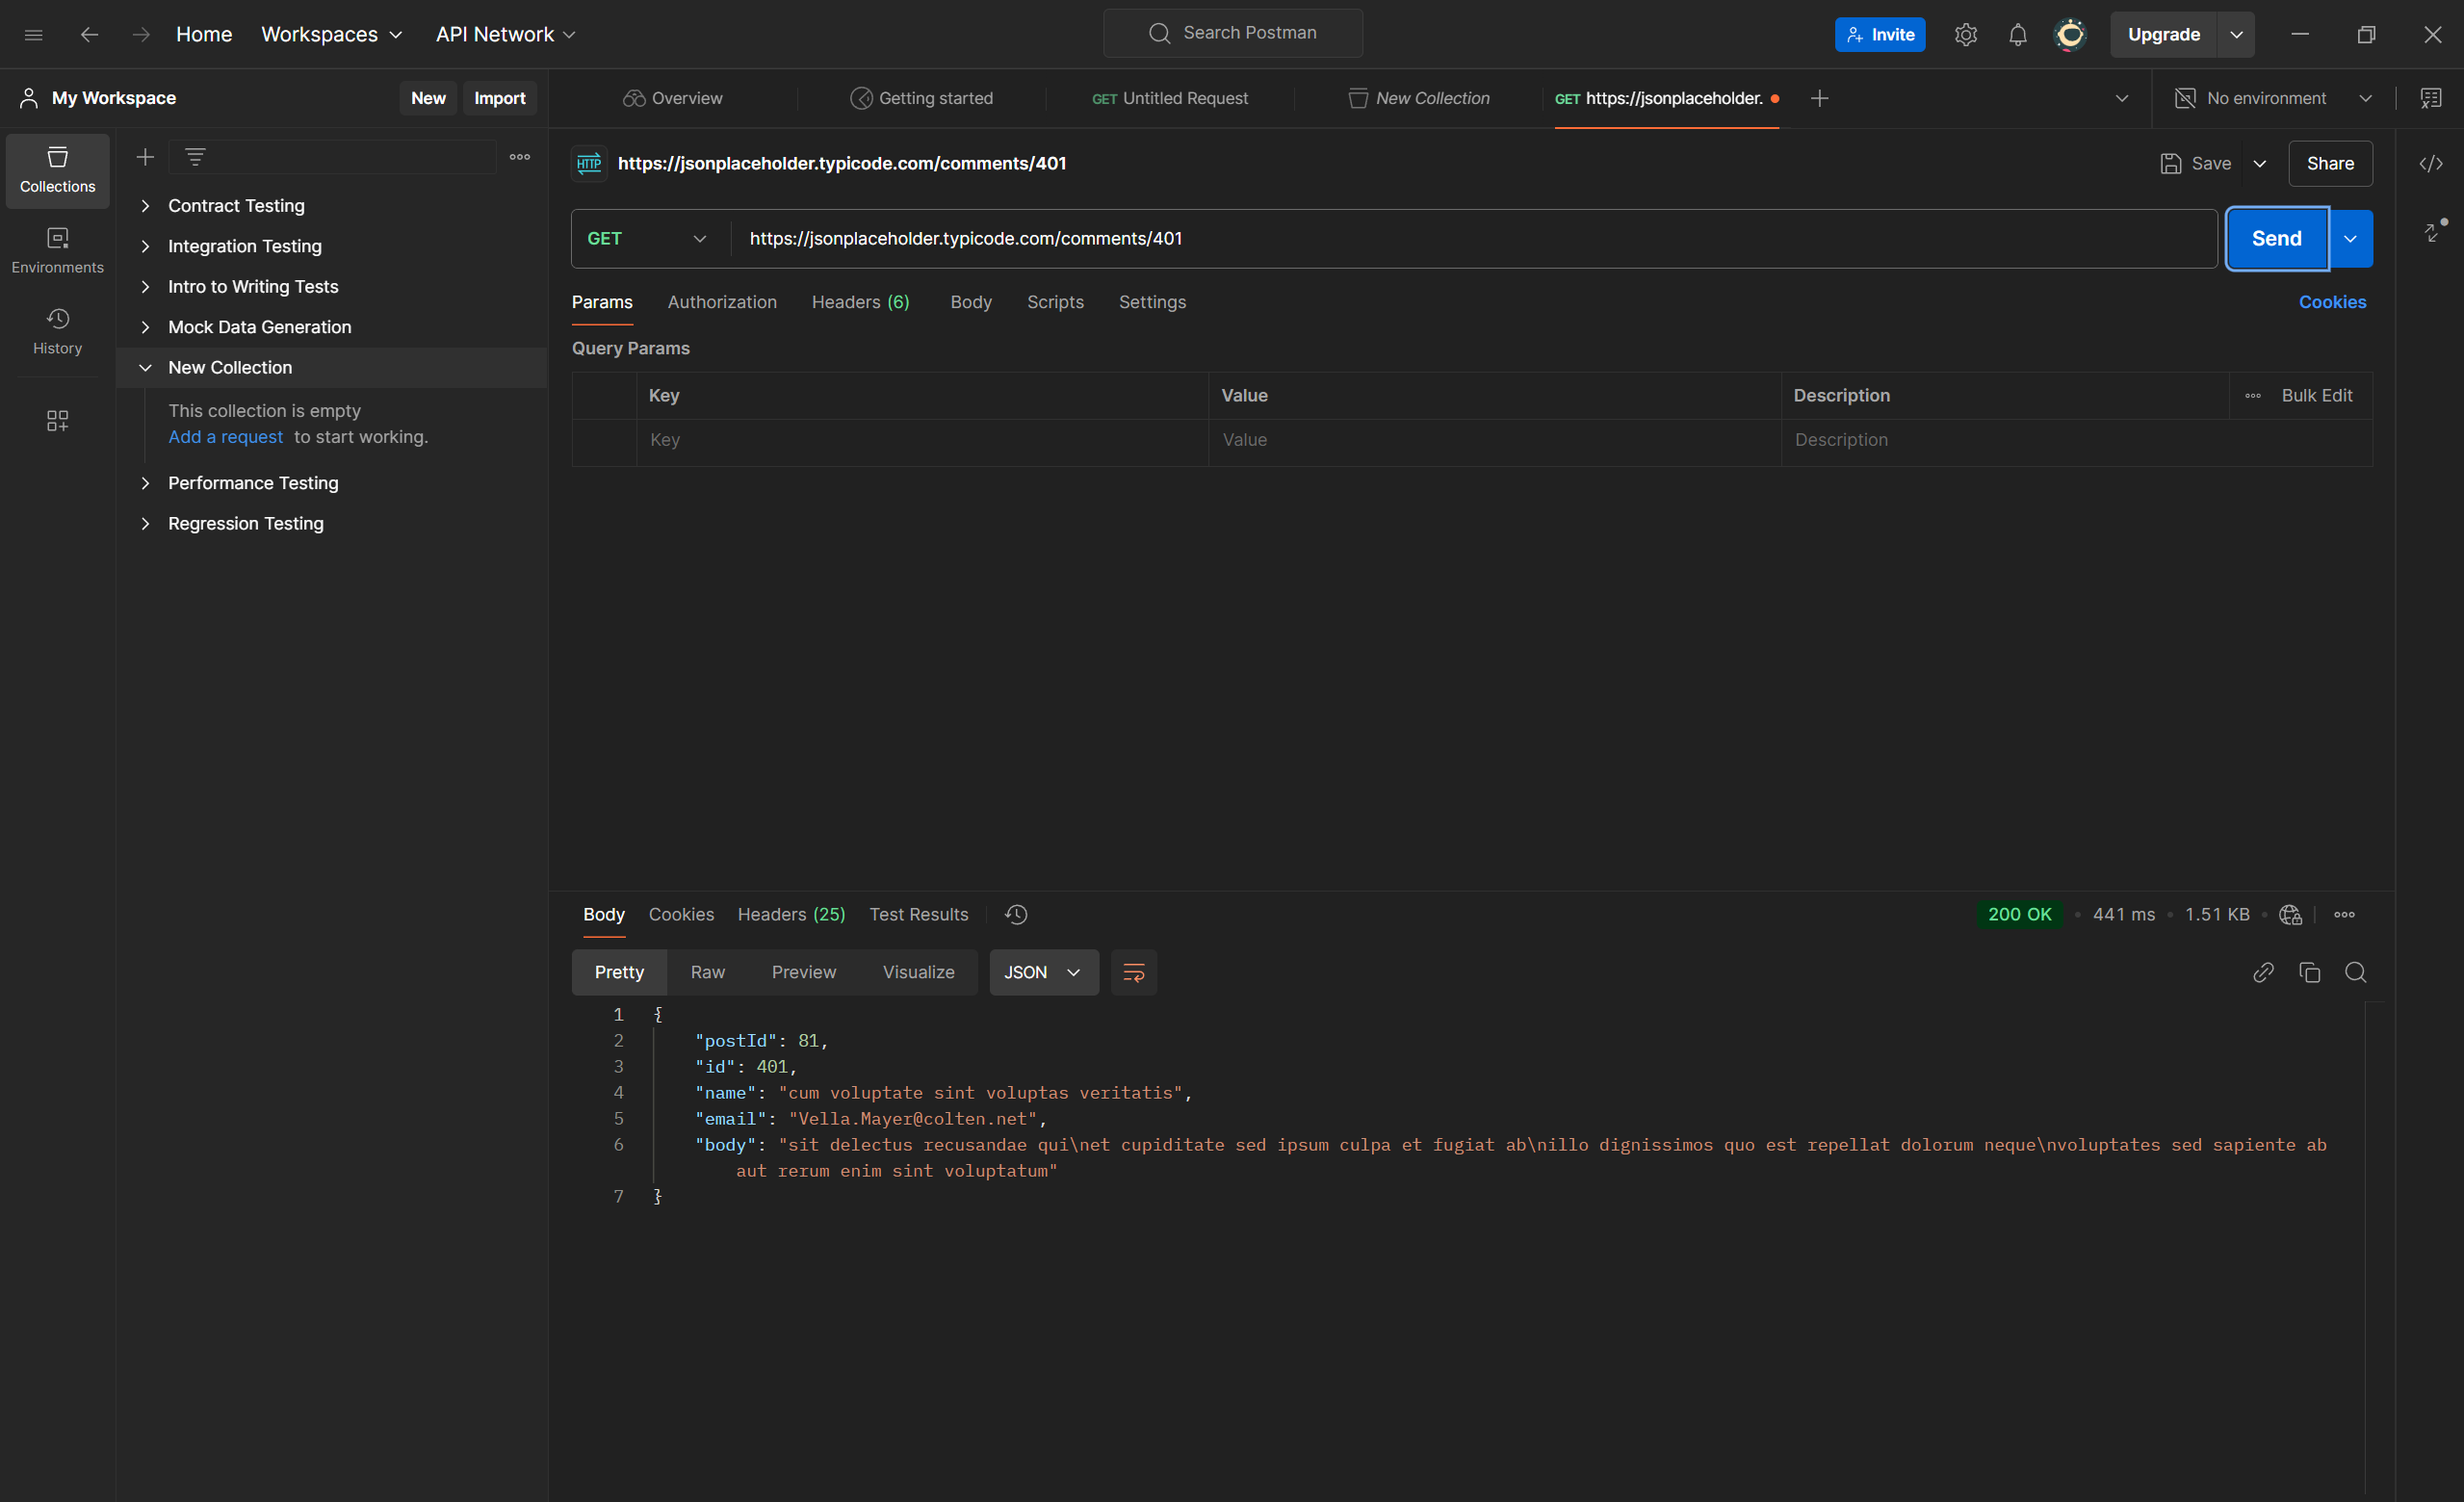 Home Workspaces API Network Search Postman Invite Upgrade
My Workspace New Import Overview Getting started GET Untitled Request New Collection GET https://jsonplaceholder. No environment
Collections
Environments
History
Contract Testing
Integration Testing
Intro to Writing Tests
Mock Data Generation
New Collection
This collection is empty
Add a request to start working.
Performance Testing
Regression Testing
HTTP https://jsonplaceholder.typicode.com/comments/401 Save Share
GET https://jsonplaceholder.typicode.com/comments/401 Send
Params Authorization Headers (6) Body Scripts Settings Cookies
Query Params
Key Value Description Bulk Edit
Key Value Description
Body Cookies Headers (25) Test Results 200 OK • 441 ms • 1.51 KB •
Pretty Raw Preview Visualize JSON
1 {
2 "postId": 81,
3 "id": 401,
4 "name": "cum voluptate sint voluptas veritatis",
5 "email": "Vella.Mayer@colten.net",
6 "body": "sit delectus recusandae qui\net cupiditate sed ipsum culpa et fugiat ab\nillo dignissimos quo est repellat dolorum neque\nvoluptates sed sapiente ab
aut rerum enim sint voluptatum"
7 }